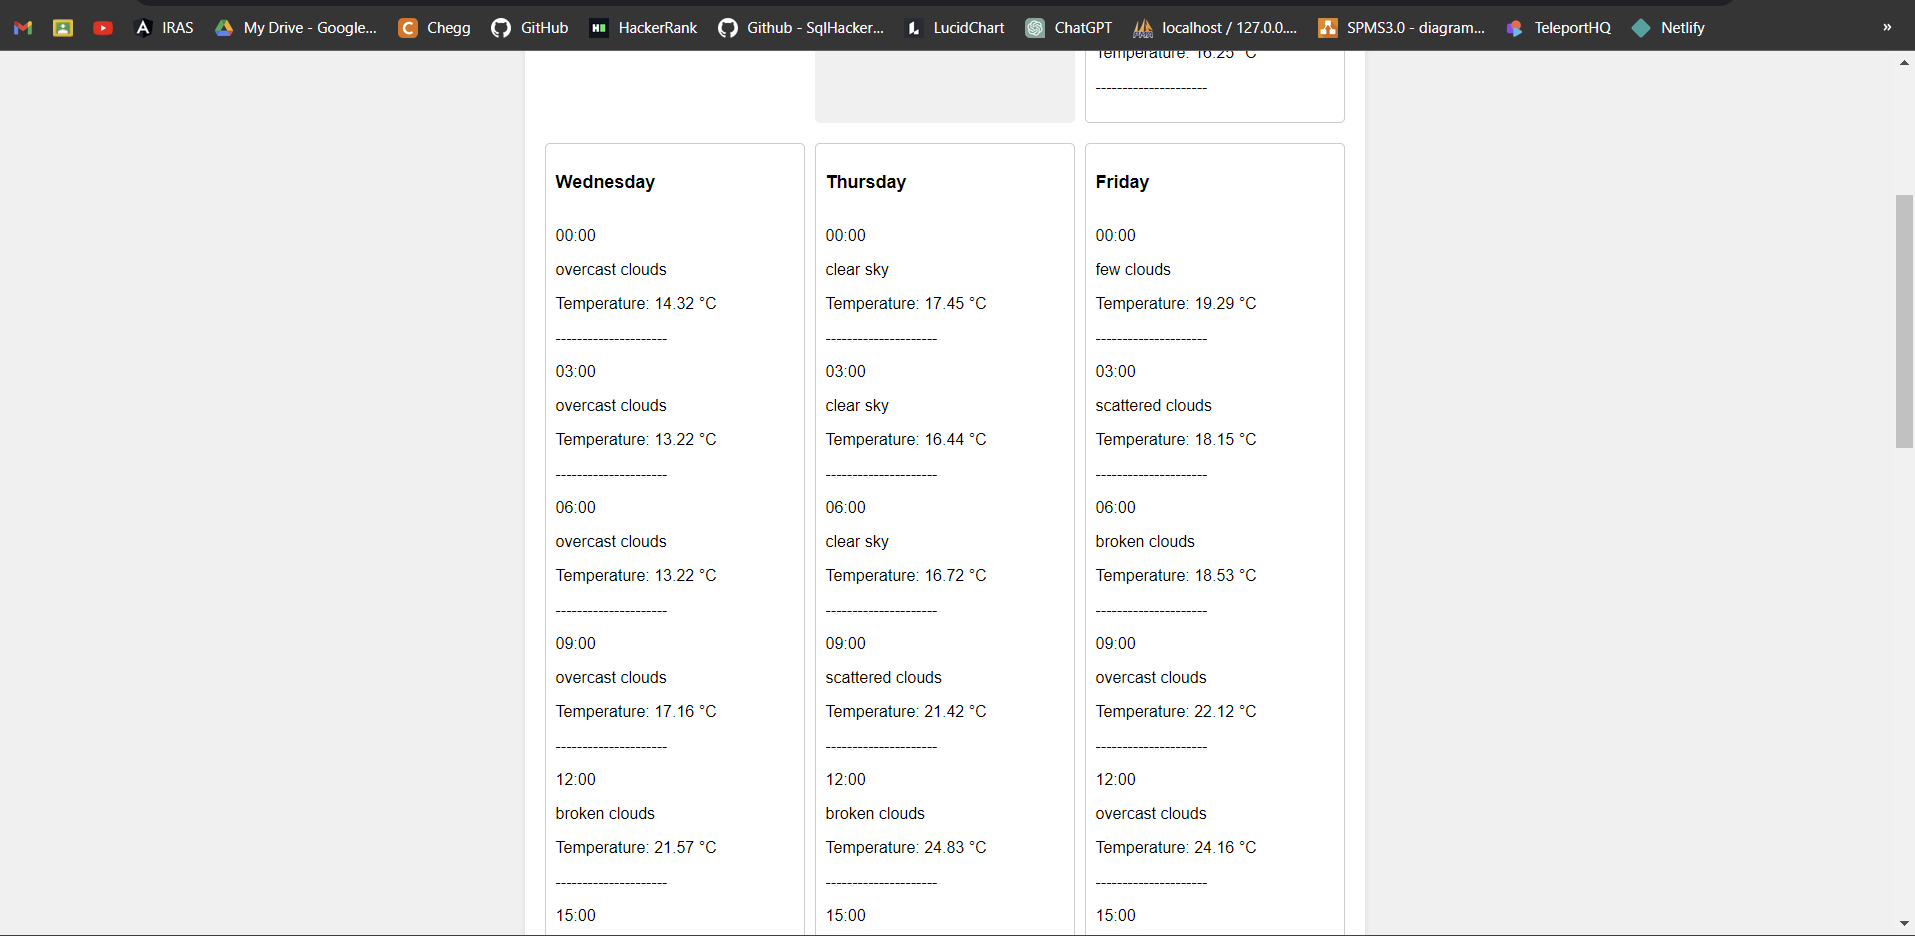 IRAS
My Drive - Google...
Chegg
GitHub
HackerRank
Github - SqlHacker...
LucidChart
ChatGPT
localhost / 127.0.0....
SPMS3.0 - diagram...
TeleportHQ
Netlify
»
Temperature: 16.25 °C
---------------------
Wednesday
00:00
overcast clouds
Temperature: 14.32 °C
---------------------
03:00
overcast clouds
Temperature: 13.22 °C
---------------------
06:00
overcast clouds
Temperature: 13.22 °C
---------------------
09:00
overcast clouds
Temperature: 17.16 °C
---------------------
12:00
broken clouds
Temperature: 21.57 °C
---------------------
15:00
Thursday
00:00
clear sky
Temperature: 17.45 °C
---------------------
03:00
clear sky
Temperature: 16.44 °C
---------------------
06:00
clear sky
Temperature: 16.72 °C
---------------------
09:00
scattered clouds
Temperature: 21.42 °C
---------------------
12:00
broken clouds
Temperature: 24.83 °C
---------------------
15:00
Friday
00:00
few clouds
Temperature: 19.29 °C
---------------------
03:00
scattered clouds
Temperature: 18.15 °C
---------------------
06:00
broken clouds
Temperature: 18.53 °C
---------------------
09:00
overcast clouds
Temperature: 22.12 °C
---------------------
12:00
overcast clouds
Temperature: 24.16 °C
---------------------
15:00